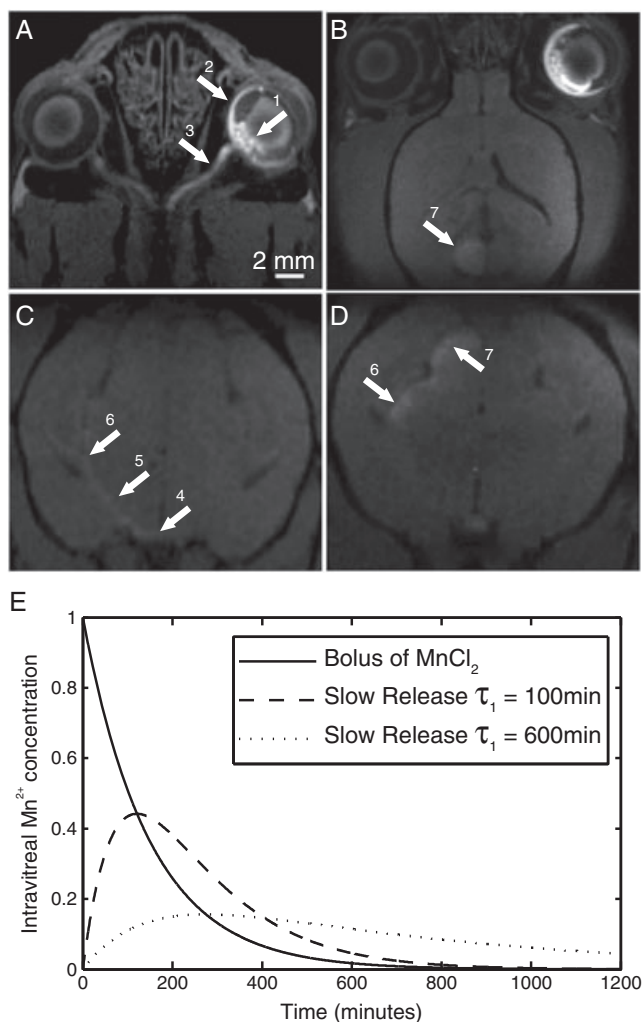 A
2
1
3
2 mm
B
7
C
6
5
4
D
7
6
E
1
0.8
0.6
0.4
0.2
0
Intravitreal Mn²⁺ concentration
Bolus of MnCl₂
Slow Release τ₁ = 100min
Slow Release τ₁ = 600min
0 200 400 600 800 1000 1200
Time (minutes)